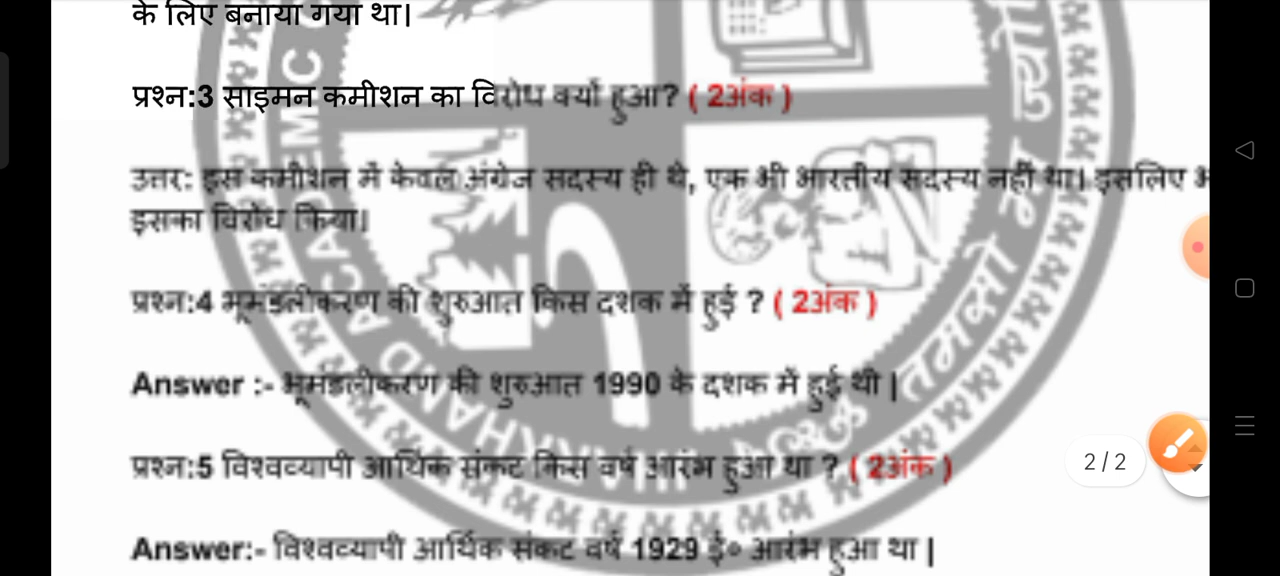 के लिए बनाया गया था।
प्रश्न:3 साइमन कमीशन का विरोध क्यों हुआ? ( 2अंक )
उत्तर: इस कमीशन में केवल अंग्रेज सदस्य ही थे, एक भी भारतीय सदस्य नहीं था। इसलिए
इसका विरोध किया।
प्रश्न:4 भूमंडलीकरण की शुरुआत किस दशक में हुई ? ( 2अंक )
Answer :- भूमंडलीकरण की शुरुआत 1990 के दशक में हुई थी |
प्रश्न:5 विश्वव्यापी आर्थिक संकट किस वर्ष आरंभ हुआ था ? ( 2अंक )
2 / 2
Answer:- विश्वव्यापी आर्थिक संकट वर्ष 1929 ई० आरंभ हुआ था |